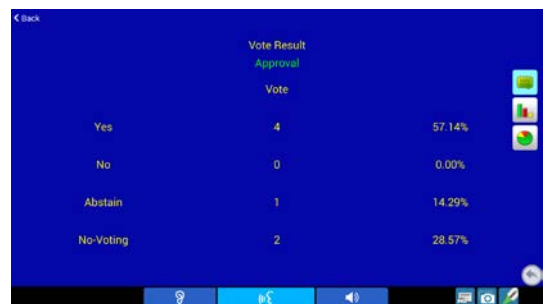 Back
Vote Result
Approval
Vote
Yes 4 57.14%
No 0 0.00%
Abstain 1 14.29%
No-Voting 2 28.57%